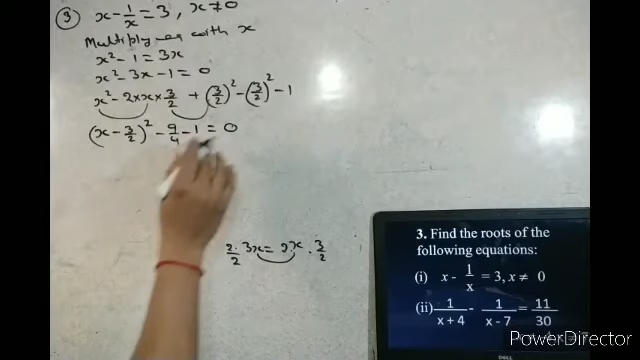 ③ x - 1/x = 3, x ≠ 0
Multiply with x
x² - 1 = 3x
x² - 3x - 1 = 0
x² - 2 × x × 3/2 + (3/2)² - (3/2)² - 1
(x - 3/2)² - 9/4 - 1 = 0
2/2 · 3x = 2x · 3/2
3. Find the roots of the
following equations:
(i) x - 1/x = 3, x ≠ 0
(ii) 1/x+4 - 1/x-7 = 11/30
DELL
PowerDirector